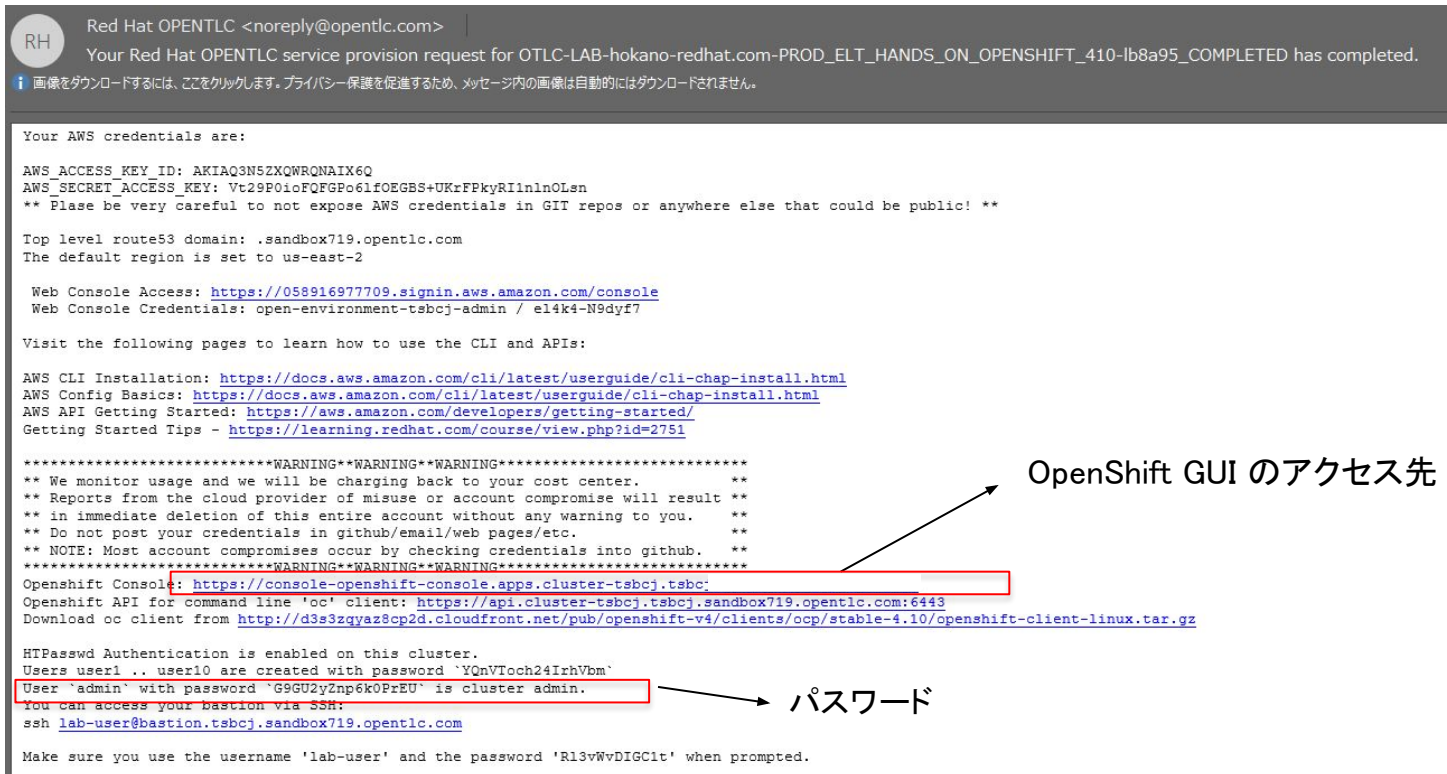 RH
Red Hat OPENTLC <noreply@opentlc.com>
Your Red Hat OPENTLC service provision request for OTLC-LAB-hokano-redhat.com-PROD_ELT_HANDS_ON_OPENSHIFT_410-lb8a95_COMPLETED has completed.
画像をダウンロードするには、ここをクリックします。プライバシー保護を促進するため、メッセージ内の画像は自動的にはダウンロードされません。
Your AWS credentials are:
AWS_ACCESS_KEY_ID: AKIAQ3N5ZXQWRQNAIX6Q
AWS_SECRET_ACCESS_KEY: Vt29P0ioFQFGPo6lfOEGBS+UKrFPkyRI1nlnOLsn
** Plase be very careful to not expose AWS credentials in GIT repos or anywhere else that could be public! **
Top level route53 domain: .sandbox719.opentlc.com
The default region is set to us-east-2
Web Console Access: https://058916977709.signin.aws.amazon.com/console
Web Console Credentials: open-environment-tsbcj-admin / el4k4-N9dyf7
Visit the following pages to learn how to use the CLI and APIs:
AWS CLI Installation: https://docs.aws.amazon.com/cli/latest/userguide/cli-chap-install.html
AWS Config Basics: https://docs.aws.amazon.com/cli/latest/userguide/cli-chap-install.html
AWS API Getting Started: https://aws.amazon.com/developers/getting-started/
Getting Started Tips - https://learning.redhat.com/course/view.php?id=2751
****************************WARNING**WARNING**WARNING****************************
** We monitor usage and we will be charging back to your cost center. **
** Reports from the cloud provider of misuse or account compromise will result **
** in immediate deletion of this entire account without any warning to you. **
** Do not post your credentials in github/email/web pages/etc. **
** NOTE: Most account compromises occur by checking credentials into github. **
****************************WARNING**WARNING**WARNING****************************
OpenShift GUI のアクセス先
Openshift Console: https://console-openshift-console.apps.cluster-tsbcj.tsbcj
Openshift API for command line 'oc' client: https://api.cluster-tsbcj.tsbcj.sandbox719.opentlc.com:6443
Download oc client from http://d3s3zqyaz8cp2d.cloudfront.net/pub/openshift-v4/clients/ocp/stable-4.10/openshift-client-linux.tar.gz
HTPasswd Authentication is enabled on this cluster.
Users user1 .. user10 are created with password `YQnVToch24IrhVbm`
User `admin` with password `G9GU2yZnp6k0PrEU` is cluster admin.
パスワード
You can access your bastion via SSH:
ssh lab-user@bastion.tsbcj.sandbox719.opentlc.com
Make sure you use the username 'lab-user' and the password 'Rl3vWvDIGC1t' when prompted.